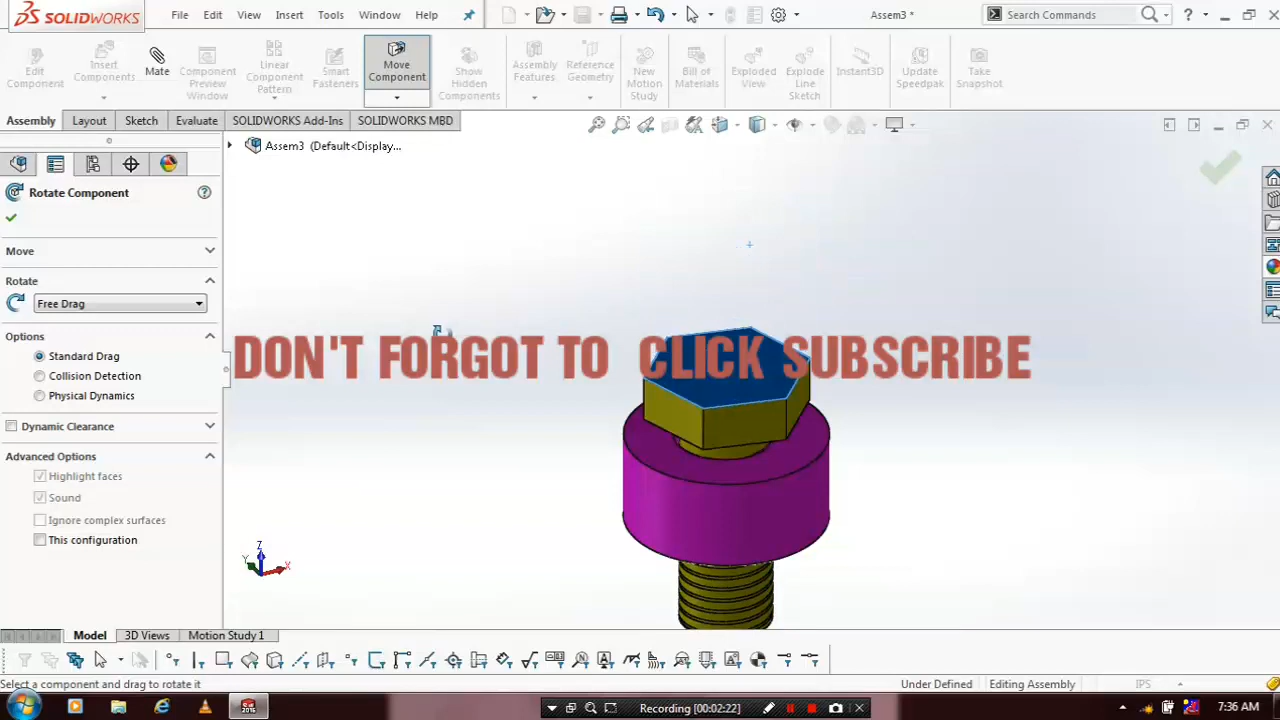 SOLIDWORKS File Edit View Insert Tools Window Help Assem3 * Search Commands ?
Edit Component
Insert Components
Mate
Component Preview Window
Linear Component Pattern
Smart Fasteners
Move Component
Show Hidden Components
Assembly Features
Reference Geometry
New Motion Study
Bill of Materials
Exploded View
Explode Line Sketch
Instant3D
Update Speedpak
Take Snapshot
Assembly Layout Sketch Evaluate SOLIDWORKS Add-Ins SOLIDWORKS MBD
Assem3 (Default<Display...
Rotate Component ?
Move
Rotate
Free Drag
Options
Standard Drag
Collision Detection
Physical Dynamics
Dynamic Clearance
Advanced Options
Highlight faces
Sound
Ignore complex surfaces
This configuration
DON'T FORGOT TO CLICK SUBSCRIBE
Z
Y X
Model 3D Views Motion Study 1
Select a component and drag to rotate it Under Defined Editing Assembly IPS
Recording [00:02:22] 7:36 AM